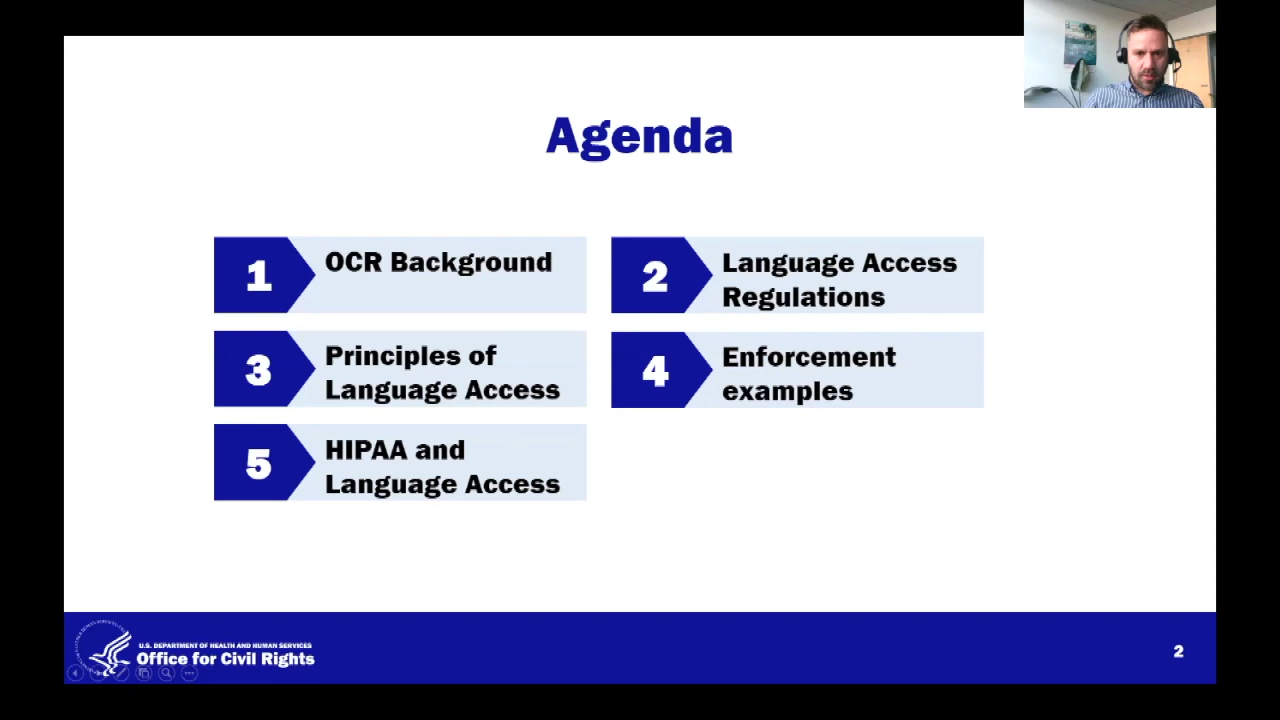 Agenda
1
OCR Background
2
Language Access
Regulations
3
Principles of
Language Access
4
Enforcement
examples
5
HIPAA and
Language Access
U.S. DEPARTMENT OF HEALTH AND HUMAN SERVICES
Office for Civil Rights
2